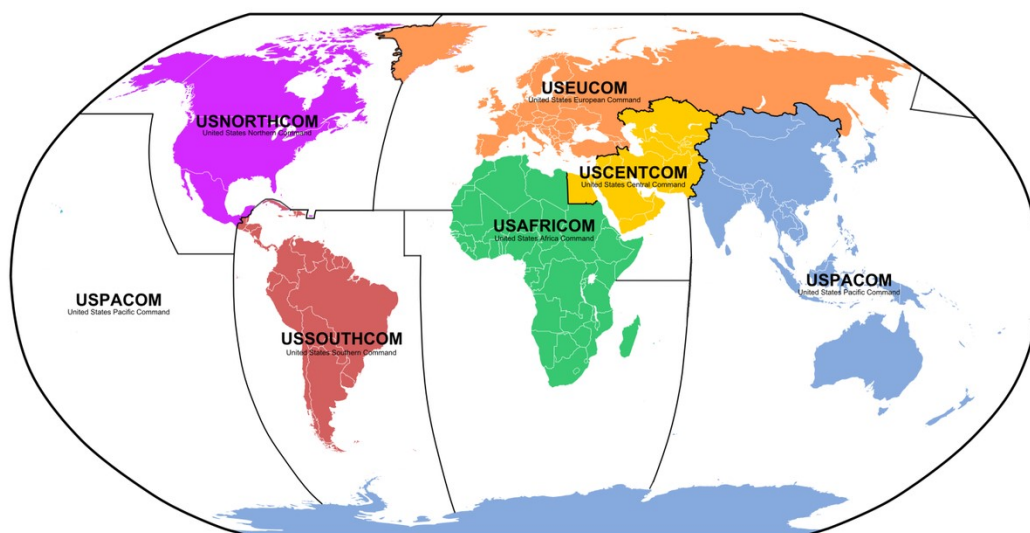 USEUCOM
United States European Command
USNORTHCOM
United States Northern Command
USCENTCOM
United States Central Command
USAFRICOM
United States Africa Command
USPACOM
United States Pacific Command
USPACOM
United States Pacific Command
USSOUTHCOM
United States Southern Command